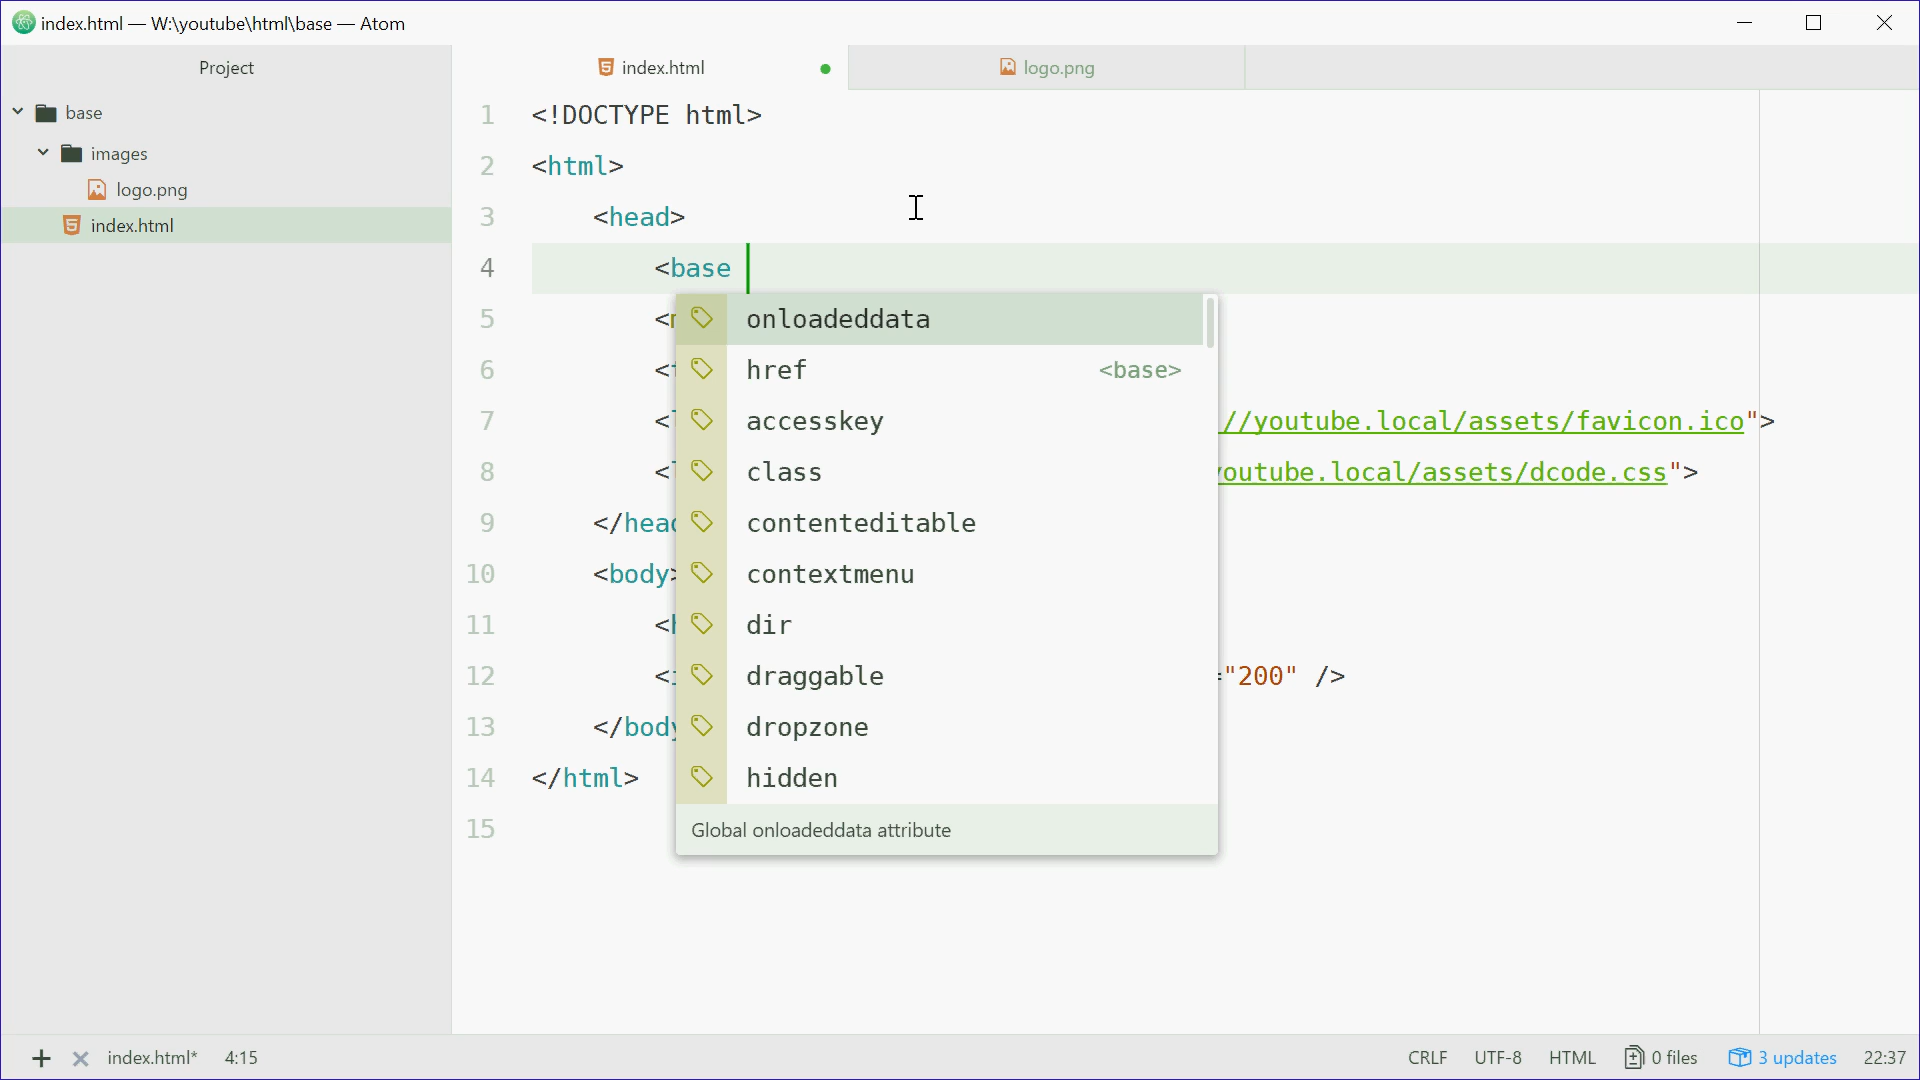 index.html — W:\youtube\html\base — Atom
Project
index.html
logo.png
base
images
logo.png
index.html
1 <!DOCTYPE html>
2 <html>
3 <head>
4 <base
5 <
6 <
7 < //youtube.local/assets/favicon.ico">
8 < outube.local/assets/dcode.css">
9 </head
10 <body>
11 <h
12 <i ="200" />
13 </body
14 </html>
15
onloadeddata
href <base>
accesskey
class
contenteditable
contextmenu
dir
draggable
dropzone
hidden
Global onloadeddata attribute
index.html* 4:15 CRLF UTF-8 HTML 0 files 3 updates 22:37